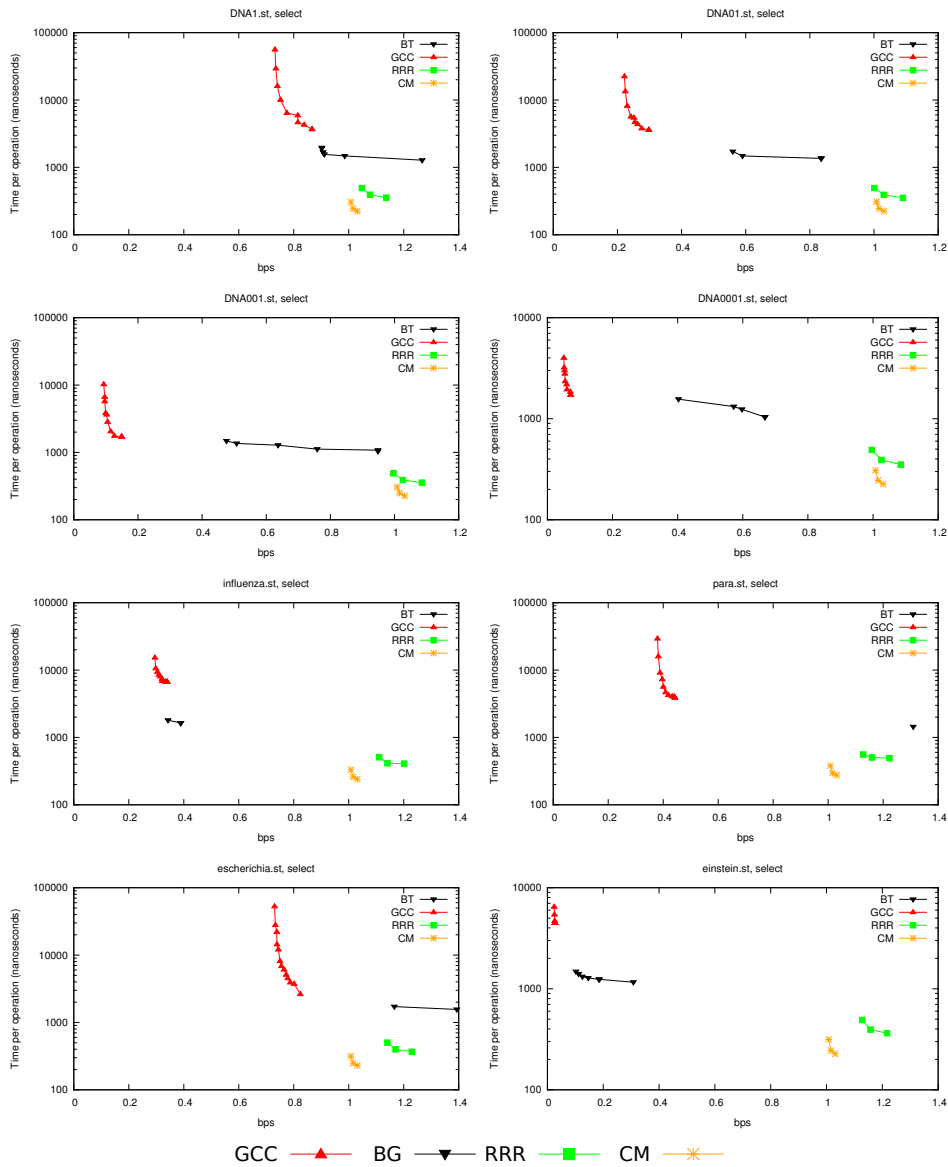 DNA1.st, select
Time per operation (nanoseconds)
100000
10000
1000
100
0 0.2 0.4 0.6 0.8 1 1.2 1.4
bps
BT
GCC
RRR
CM
DNA01.st, select
Time per operation (nanoseconds)
100000
10000
1000
100
0 0.2 0.4 0.6 0.8 1 1.2
bps
BT
GCC
RRR
CM
DNA001.st, select
Time per operation (nanoseconds)
100000
10000
1000
100
0 0.2 0.4 0.6 0.8 1 1.2
bps
BT
GCC
RRR
CM
DNA0001.st, select
Time per operation (nanoseconds)
10000
1000
100
0 0.2 0.4 0.6 0.8 1 1.2
bps
BT
GCC
RRR
CM
influenza.st, select
Time per operation (nanoseconds)
100000
10000
1000
100
0 0.2 0.4 0.6 0.8 1 1.2 1.4
bps
BT
GCC
RRR
CM
para.st, select
Time per operation (nanoseconds)
100000
10000
1000
100
0 0.2 0.4 0.6 0.8 1 1.2 1.4
bps
BT
GCC
RRR
CM
escherichia.st, select
Time per operation (nanoseconds)
100000
10000
1000
100
0 0.2 0.4 0.6 0.8 1 1.2 1.4
bps
BT
GCC
RRR
CM
einstein.st, select
Time per operation (nanoseconds)
10000
1000
100
0 0.2 0.4 0.6 0.8 1 1.2 1.4
bps
BT
GCC
RRR
CM
GCC BG RRR CM